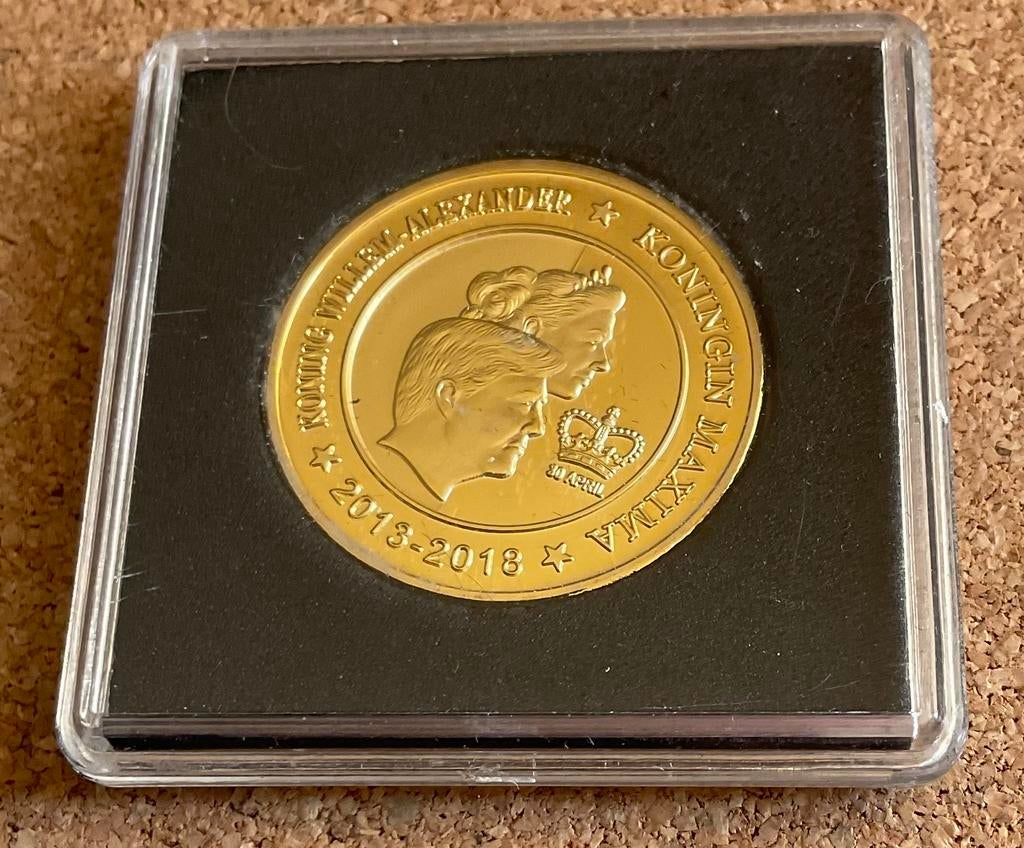 KONING WILLEM-ALEXANDER
KONINGIN MAXIMA
30 APRIL
2013-2018